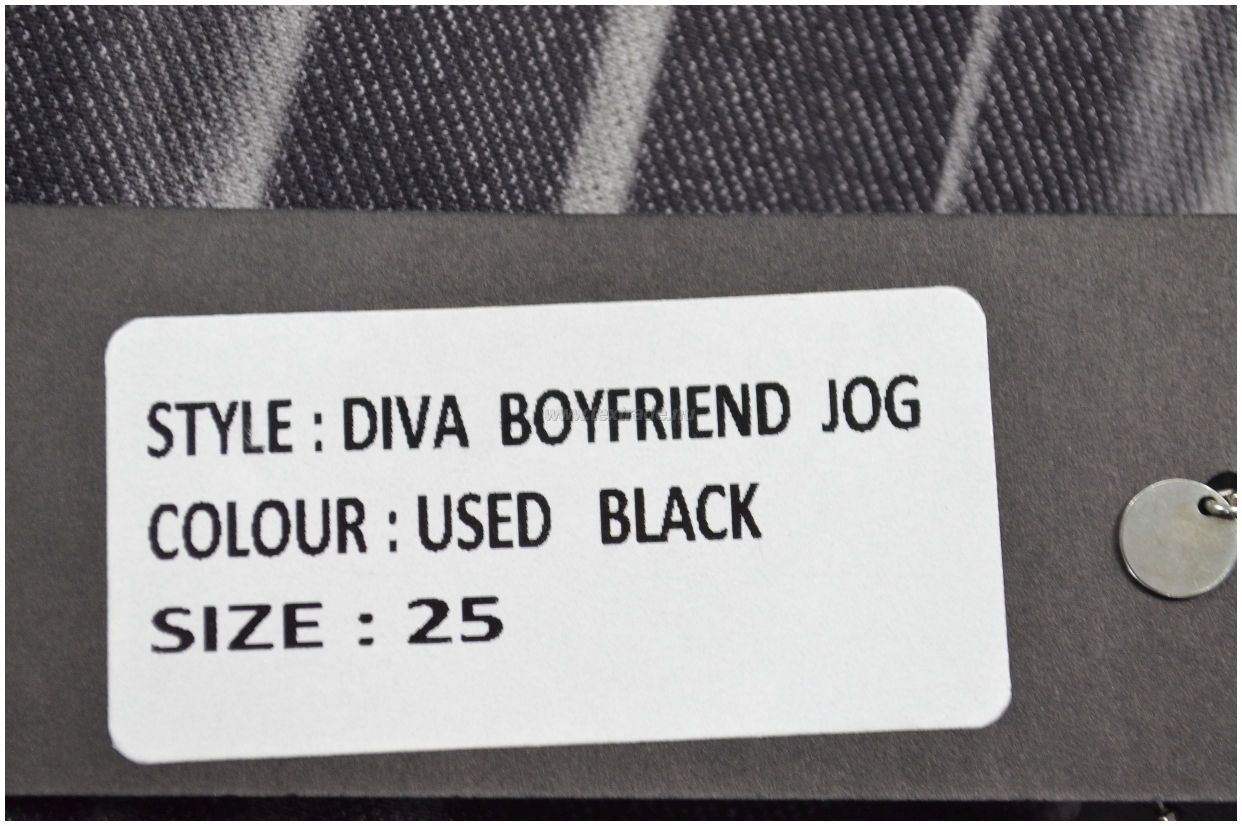 STYLE : DIVA BOYFRIEND JOG
COLOUR : USED BLACK
SIZE : 25